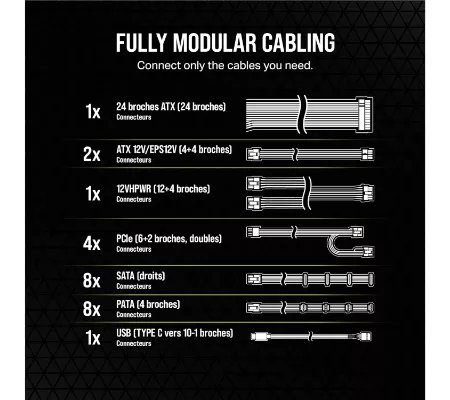 FULLY MODULAR CABLING
Connect only the cables you need.
1x
24 broches ATX (24 broches)
Connecteurs
2x
ATX 12V/EPS12V (4+4 broches)
Connecteurs
1x
12VHPWR (12+4 broches)
Connecteurs
4x
PCIe (6+2 broches, doubles)
Connecteurs
8x
SATA (droits)
Connecteurs
8x
PATA (4 broches)
Connecteurs
1x
USB (TYPE C vers 10-1 broches)
Connecteurs